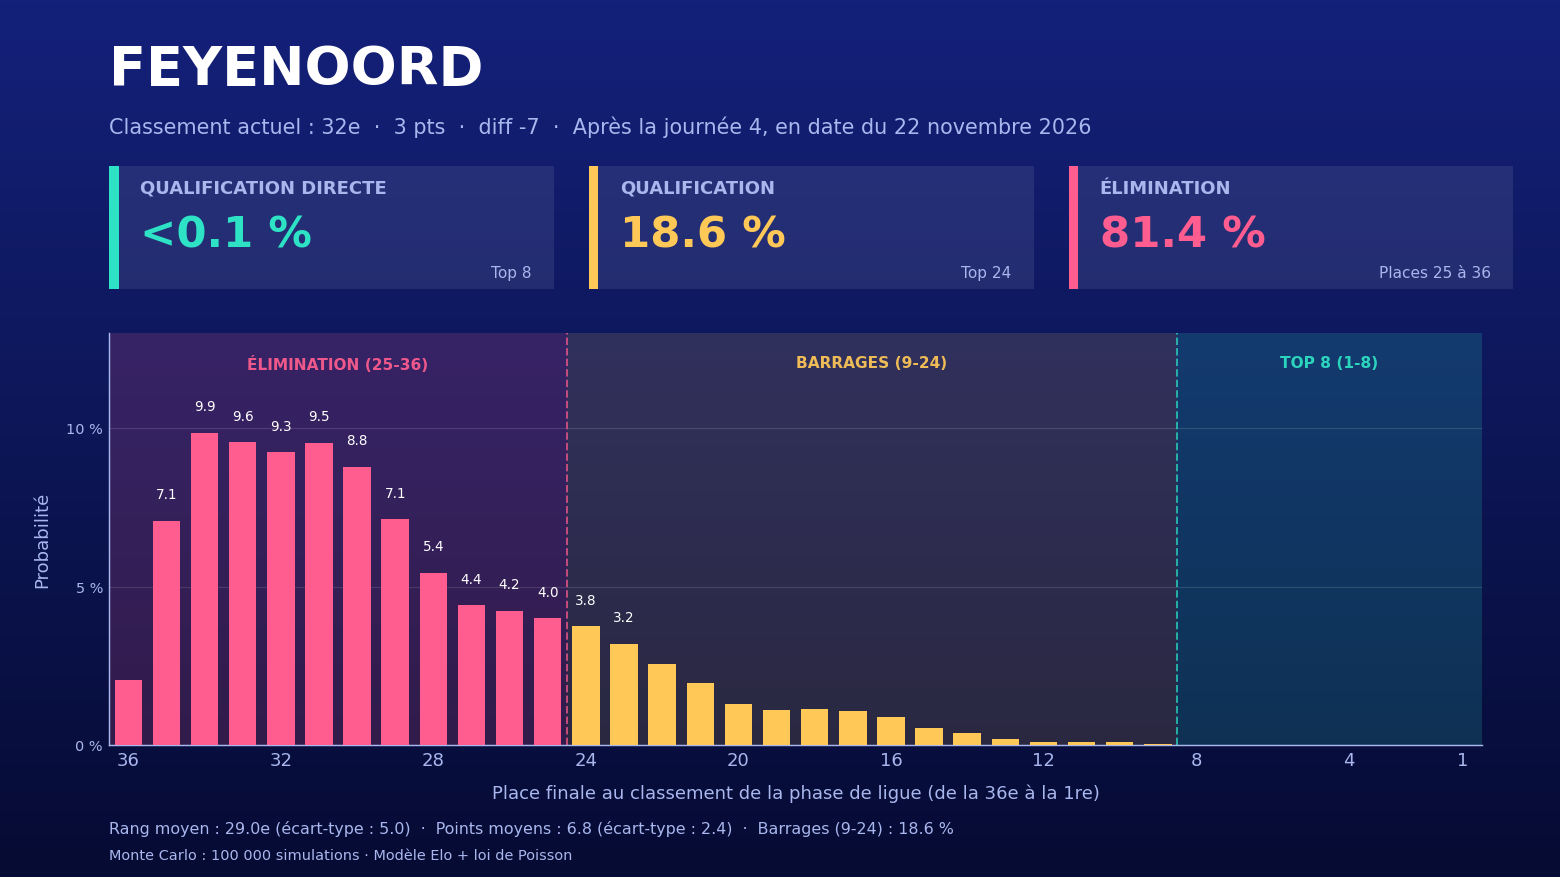 FEYENOORD
Classement actuel : 32e · 3 pts · diff -7 · Après la journée 4, en date du 22 novembre 2026
QUALIFICATION DIRECTE
<0.1 %
Top 8
QUALIFICATION
18.6 %
Top 24
ÉLIMINATION
81.4 %
Places 25 à 36
ÉLIMINATION (25-36)
BARRAGES (9-24)
TOP 8 (1-8)
Probabilité
10 %
5 %
0 %
7.1
9.9
9.6
9.3
9.5
8.8
7.1
5.4
4.4
4.2
4.0
3.8
3.2
36 32 28 24 20 16 12 8 4 1
Place finale au classement de la phase de ligue (de la 36e à la 1re)
Rang moyen : 29.0e (écart-type : 5.0) · Points moyens : 6.8 (écart-type : 2.4) · Barrages (9-24) : 18.6 %
Monte Carlo : 100 000 simulations · Modèle Elo + loi de Poisson